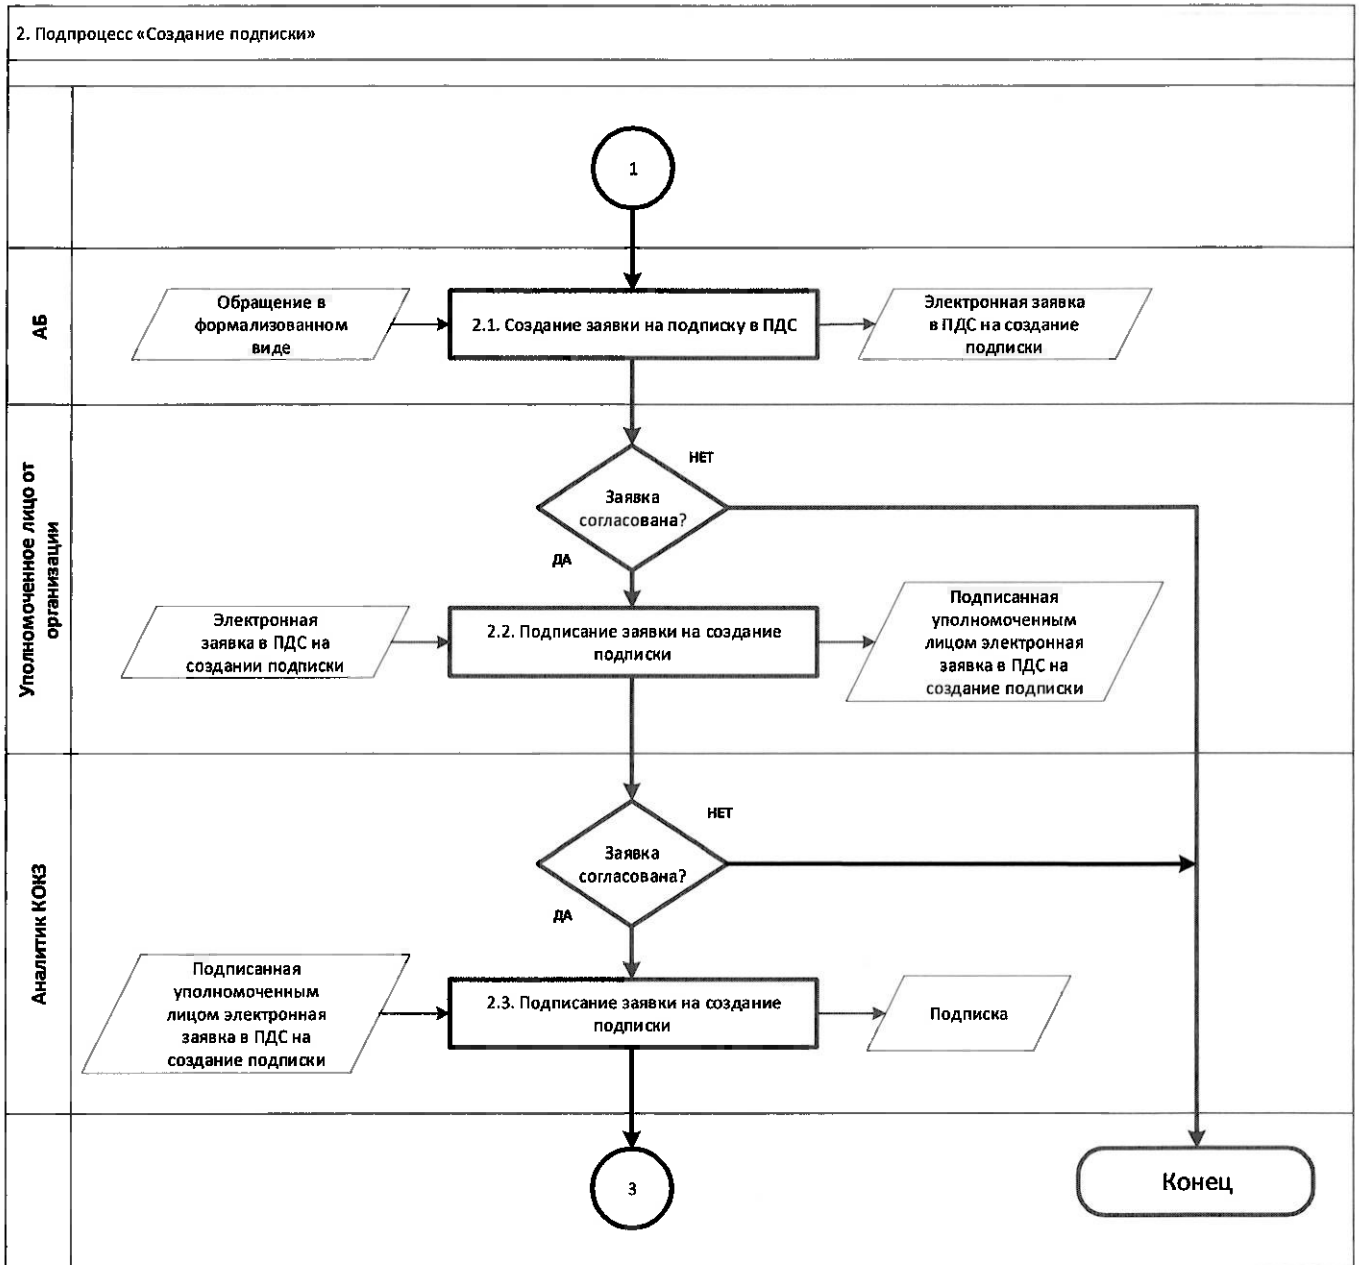 2. Подпроцесс «Создание подписки»
1
АБ
Обращение в
формализованном
виде
2.1. Создание заявки на подписку в ПДС
Электронная заявка
в ПДС на создание
подписки
Уполномоченное лицо от
организации
НЕТ
Заявка
согласована?
ДА
Электронная
заявка в ПДС на
создании подписки
2.2. Подписание заявки на создание
подписки
Подписанная
уполномоченным
лицом электронная
заявка в ПДС на
создание подписки
Аналитик КОКЗ
НЕТ
Заявка
согласована?
ДА
Подписанная
уполномоченным
лицом электронная
заявка в ПДС на
создание подписки
2.3. Подписание заявки на создание
подписки
Подписка
3
Конец